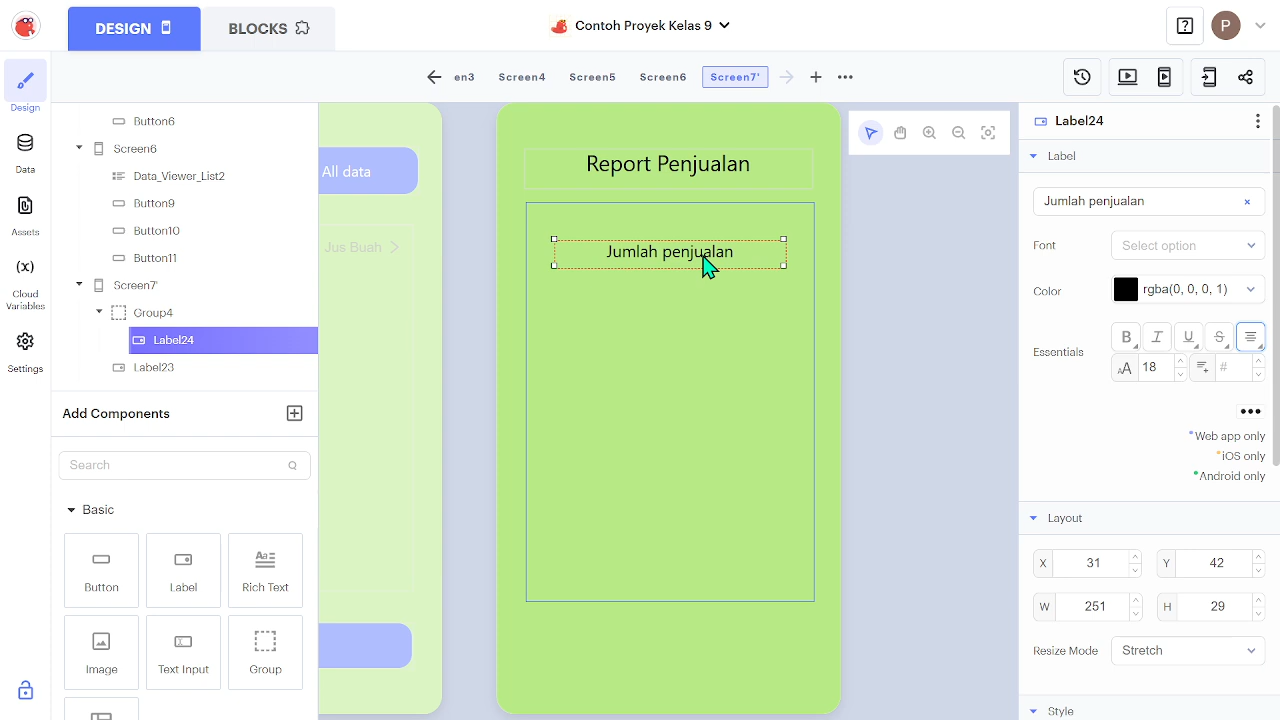 DESIGN
BLOCKS
Contoh Proyek Kelas 9
?
P
en3
Screen4
Screen5
Screen6
Screen7'
Design
Data
Assets
(x)
Cloud
Variables
Settings
Button6
Screen6
Data_Viewer_List2
Button9
Button10
Button11
Screen7'
Group4
Label24
Label23
Add Components
Search
Basic
Button
Label
Rich Text
Image
Text Input
Group
All data
Jus Buah
Report Penjualan
Jumlah penjualan
Label24
Label
Jumlah penjualan ×
Font
Select option
Color
rgba(0, 0, 0, 1)
Essentials
B I U S
AA 18 #
*Web app only
*iOS only
*Android only
Layout
X 31 Y 42
W 251 H 29
Resize Mode
Stretch
Style